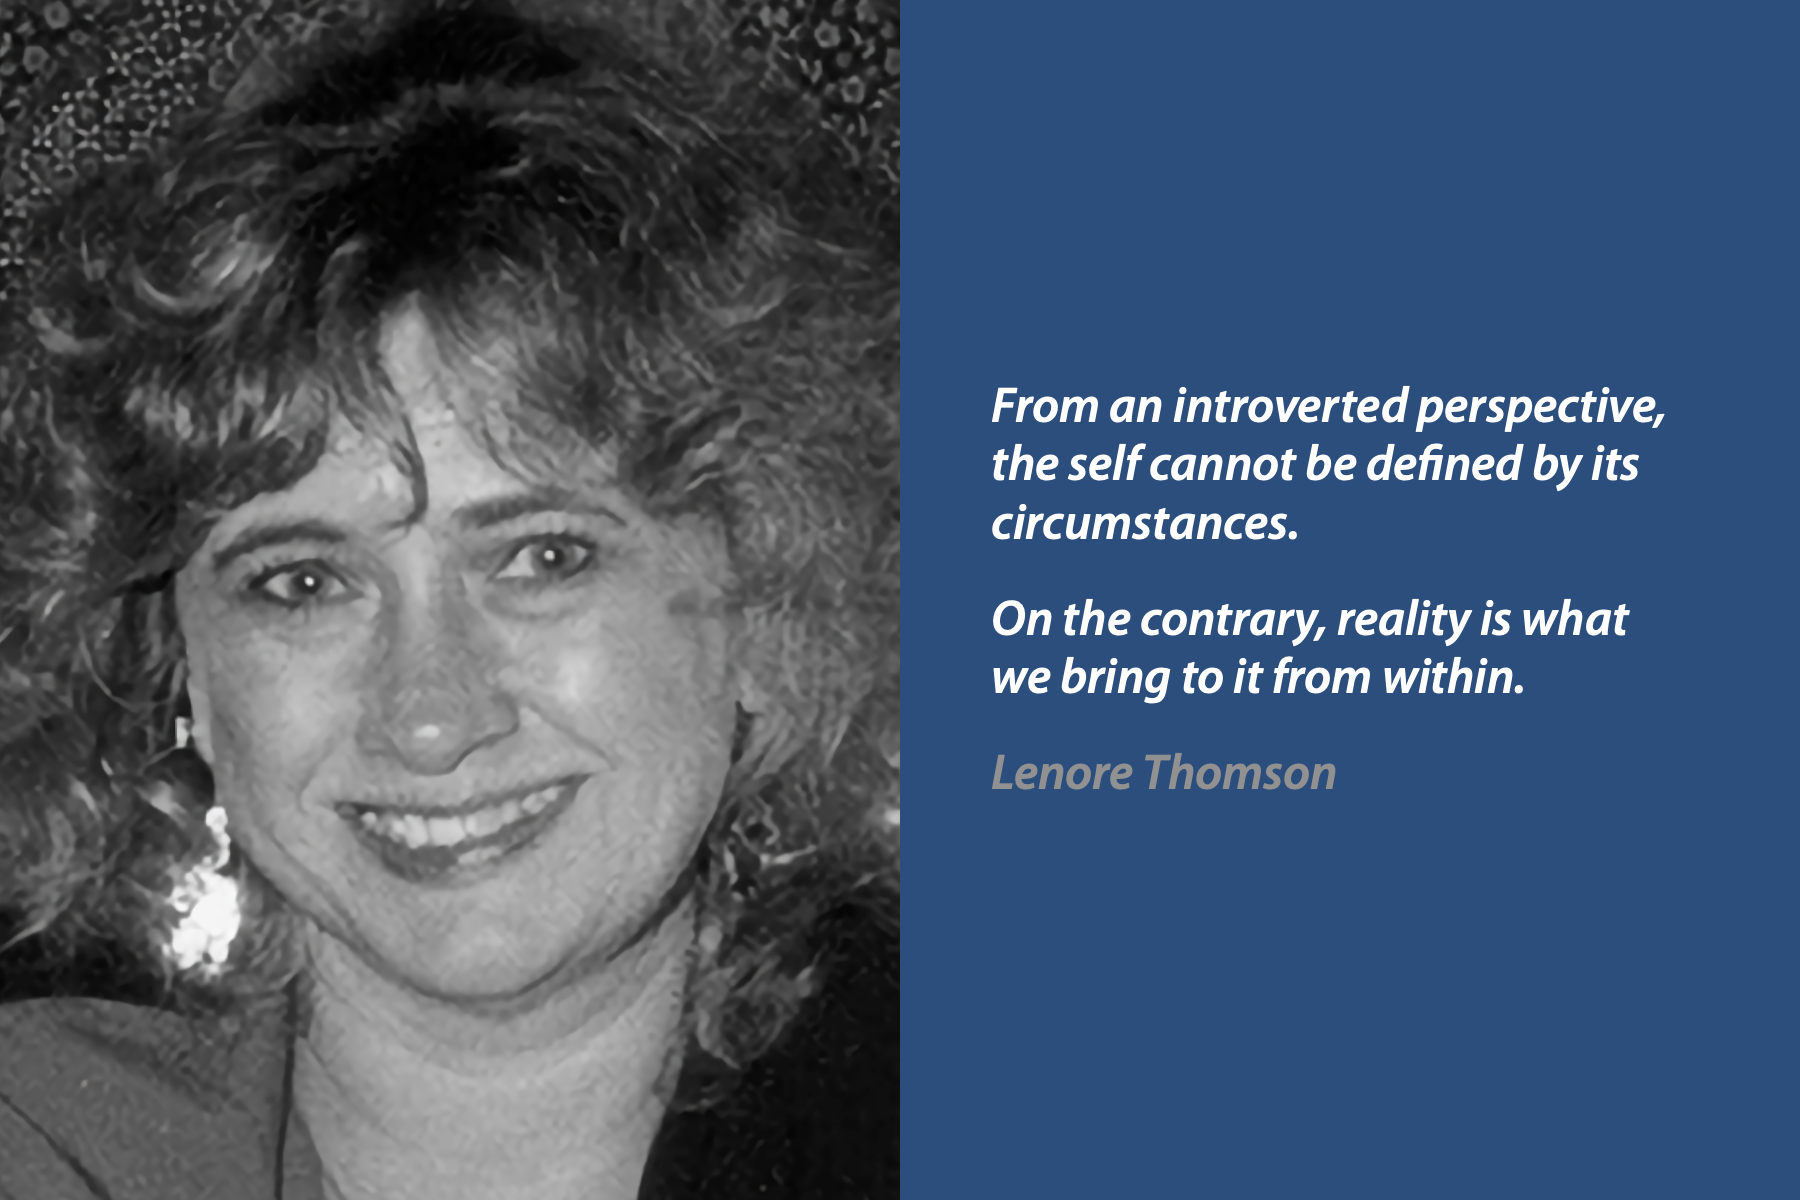 From an introverted perspective,
the self cannot be defined by its
circumstances.
On the contrary, reality is what
we bring to it from within.
Lenore Thomson